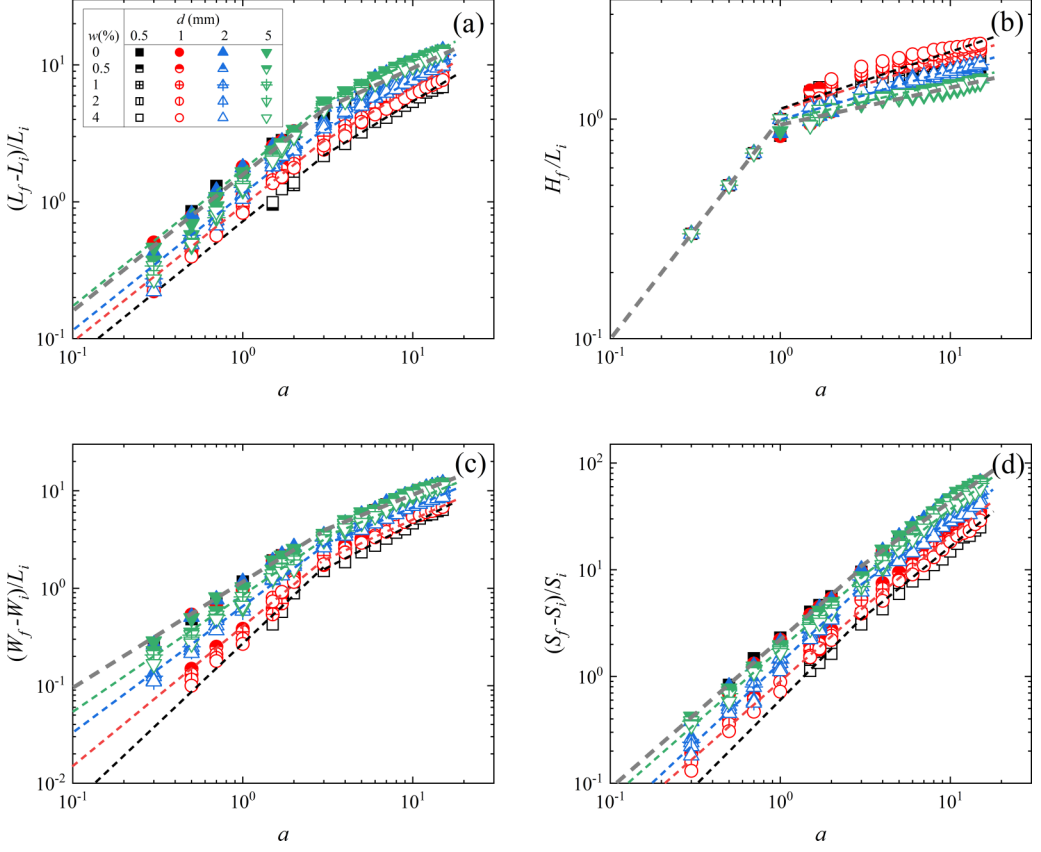 (a)
d (mm)
w(%) 0.5 1 2 5
0
0.5
1
2
4
(L_f-L_i)/L_i
10^1
10^0
10^-1
10^-1 10^0 10^1
a
(b)
H_f/L_i
10^0
10^-1
10^-1 10^0 10^1
a
(c)
(W_f-W_i)/L_i
10^1
10^0
10^-1
10^-2
10^-1 10^0 10^1
a
(d)
(S_f-S_i)/S_i
10^2
10^1
10^0
10^-1
10^-1 10^0 10^1
a